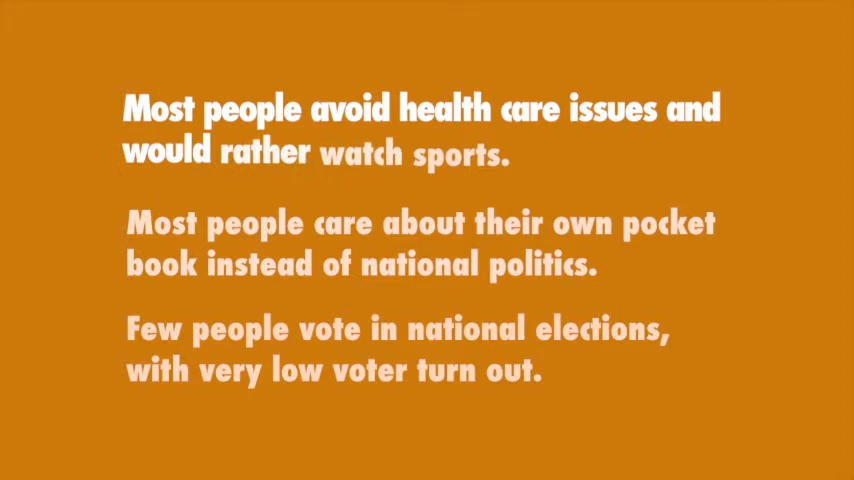 Most people avoid health care issues and
would rather watch sports.
Most people care about their own pocket
book instead of national politics.
Few people vote in national elections,
with very low voter turn out.